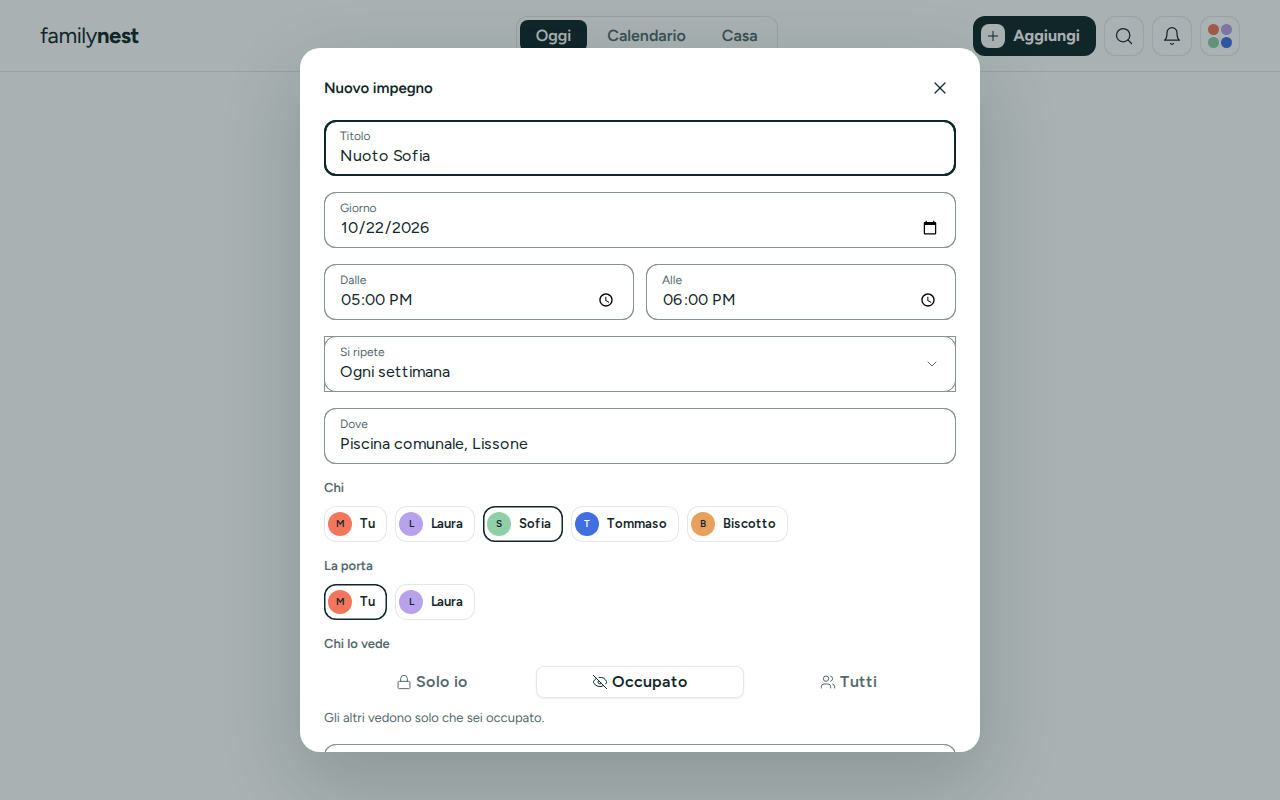 familynest
Oggi Calendario Casa
Aggiungi
Nuovo impegno
Titolo
Nuoto Sofia
Giorno
10/22/2026
Dalle Alle
05:00 PM 06:00 PM
Si ripete
Ogni settimana
Dove
Piscina comunale, Lissone
Chi
M Tu L Laura S Sofia T Tommaso B Biscotto
La porta
M Tu L Laura
Chi lo vede
Solo io Occupato Tutti
Gli altri vedono solo che sei occupato.